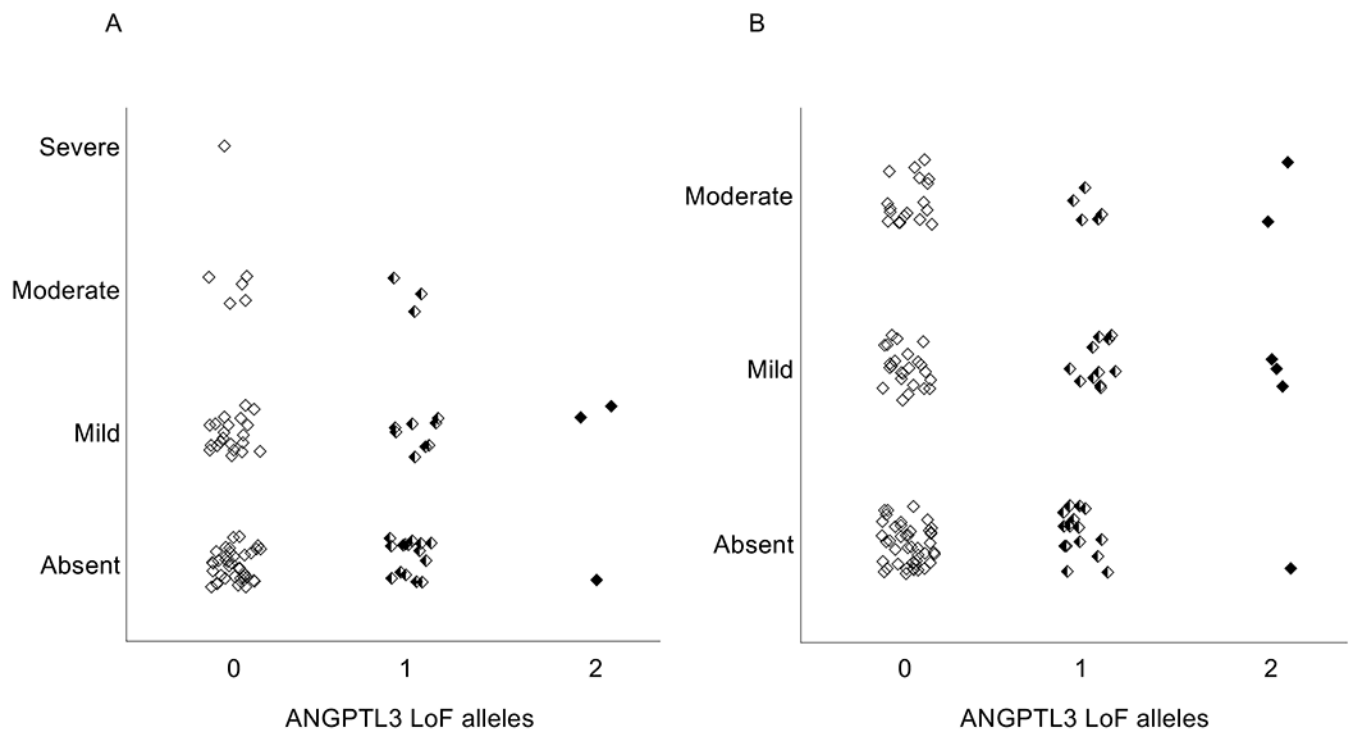 A
Severe
Moderate
Mild
Absent
0 1 2
ANGPTL3 LoF alleles
B
Moderate
Mild
Absent
0 1 2
ANGPTL3 LoF alleles